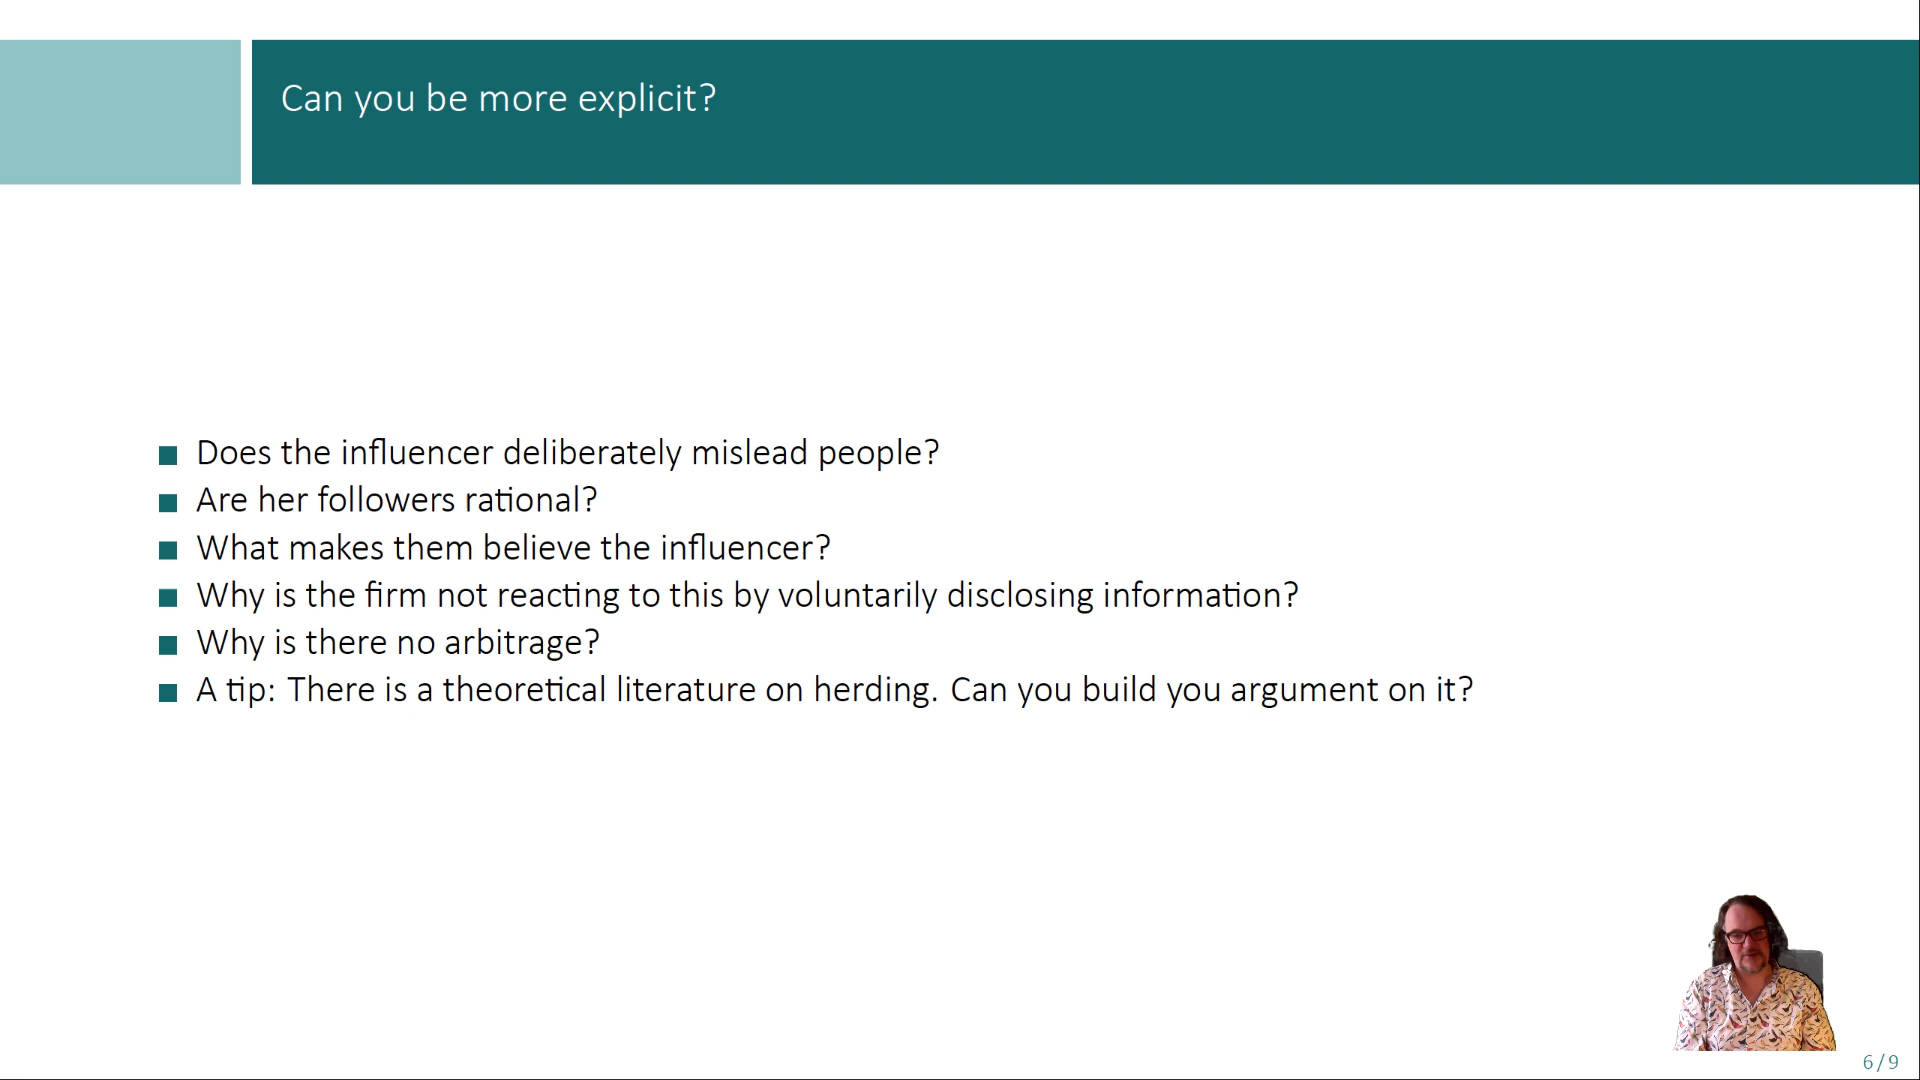 Can you be more explicit?
Does the influencer deliberately mislead people?
Are her followers rational?
What makes them believe the influencer?
Why is the firm not reacting to this by voluntarily disclosing information?
Why is there no arbitrage?
A tip: There is a theoretical literature on herding. Can you build you argument on it?
6/9